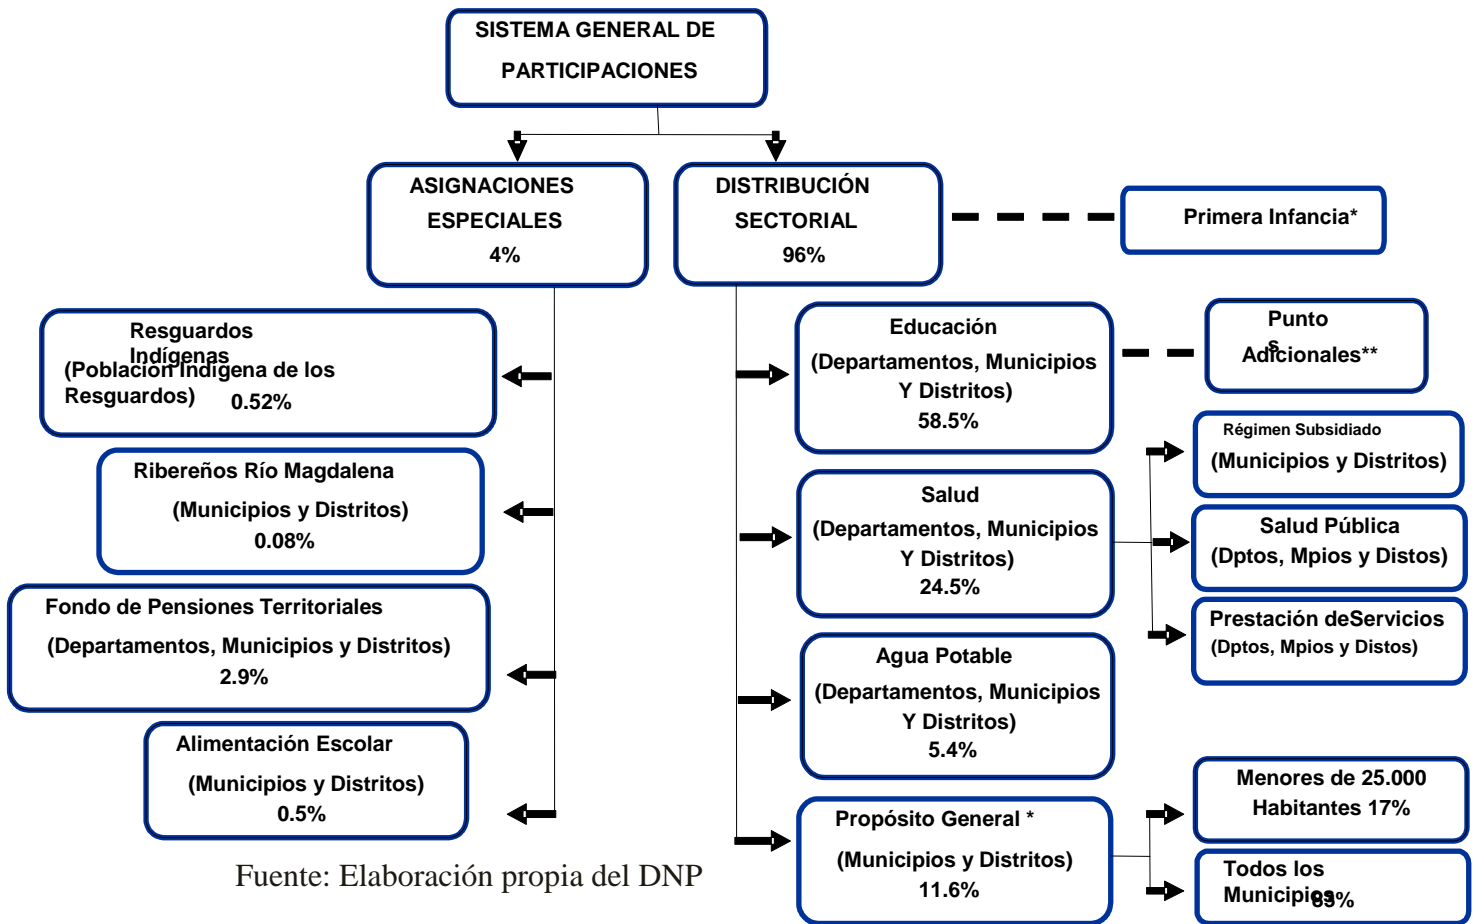 SISTEMA GENERAL DE
PARTICIPACIONES
ASIGNACIONES
ESPECIALES
4%
DISTRIBUCIÓN
SECTORIAL
96%
Primera Infancia*
Resguardos
Indígenas
(Población Indígena de los
Resguardos) 0.52%
Ribereños Río Magdalena
(Municipios y Distritos)
0.08%
Fondo de Pensiones Territoriales
(Departamentos, Municipios y Distritos)
2.9%
Alimentación Escolar
(Municipios y Distritos)
0.5%
Educación
(Departamentos, Municipios
Y Distritos)
58.5%
Punto
s
Adicionales**
Salud
(Departamentos, Municipios
Y Distritos)
24.5%
Régimen Subsidiado
(Municipios y Distritos)
Salud Pública
(Dptos, Mpios y Distos)
Prestación deServicios
(Dptos, Mpios y Distos)
Agua Potable
(Departamentos, Municipios
Y Distritos)
5.4%
Propósito General *
(Municipios y Distritos)
11.6%
Menores de 25.000
Habitantes 17%
Todos los
Municipios 83%
Fuente: Elaboración propia del DNP